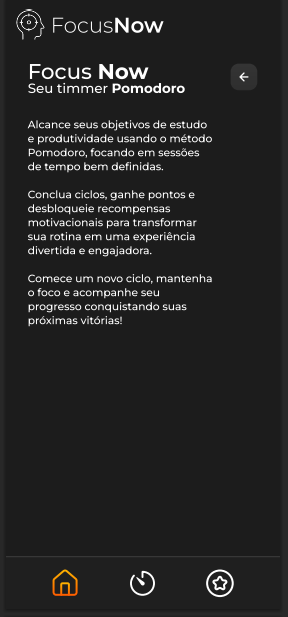 FocusNow
Focus Now
Seu timmer Pomodoro
Alcance seus objetivos de estudo
e produtividade usando o método
Pomodoro, focando em sessões
de tempo bem definidas.
Conclua ciclos, ganhe pontos e
desbloqueie recompensas
motivacionais para transformar
sua rotina em uma experiência
divertida e engajadora.
Comece um novo ciclo, mantenha
o foco e acompanhe seu
progresso conquistando suas
próximas vitórias!